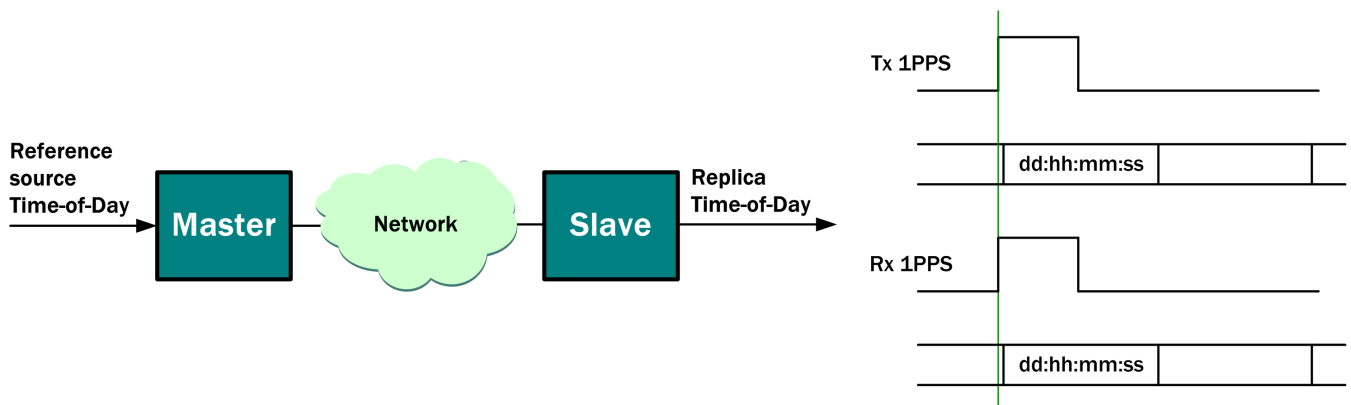 Reference
source
Time-of-Day
Master
Network
Slave
Replica
Time-of-Day
Tx 1PPS
dd:hh:mm:ss
Rx 1PPS
dd:hh:mm:ss